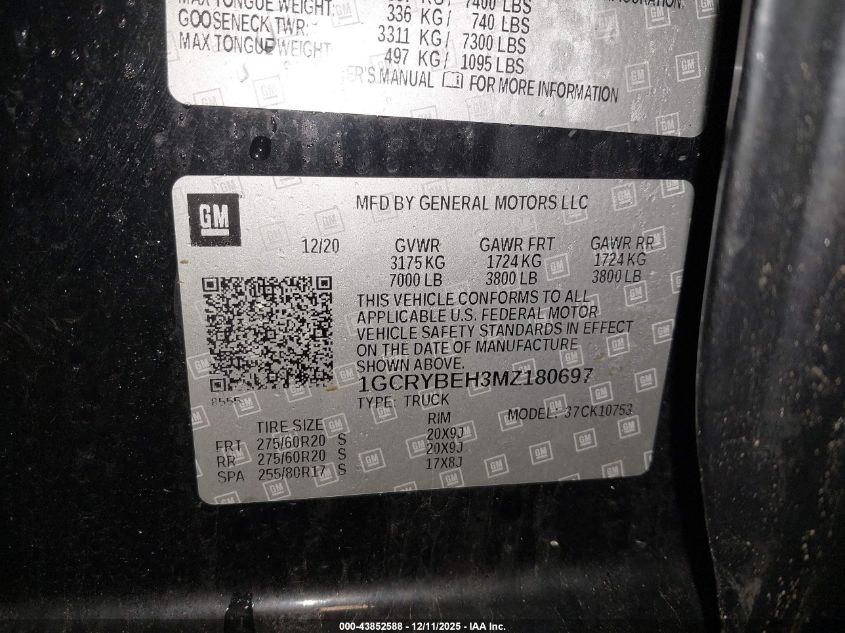 MAX TONGUE WEIGHT: 7400 LBS
GOOSENECK TWR: 336 KG/ 740 LBS
MAX TONGUE WEIGHT 3311 KG/ 7300 LBS
497 KG/ 1095 LBS
ER'S MANUAL FOR MORE INFORMATION
GM
MFD BY GENERAL MOTORS LLC
12/20 GVWR GAWR FRT GAWR RR
3175 KG 1724 KG 1724 KG
7000 LB 3800 LB 3800 LB
THIS VEHICLE CONFORMS TO ALL
APPLICABLE U.S. FEDERAL MOTOR
VEHICLE SAFETY STANDARDS IN EFFECT
ON THE DATE OF MANUFACTURE
SHOWN ABOVE.
1GCRYBEH3MZ180697
TYPE: TRUCK MODEL: 37CK10753
TIRE SIZE RIM
FRT 275/60R20 S 20X9J
RR 275/60R20 S 20X9J
SPA 255/80R17 S 17X8J
000-43852588 - 12/11/2025 - IAA Inc.